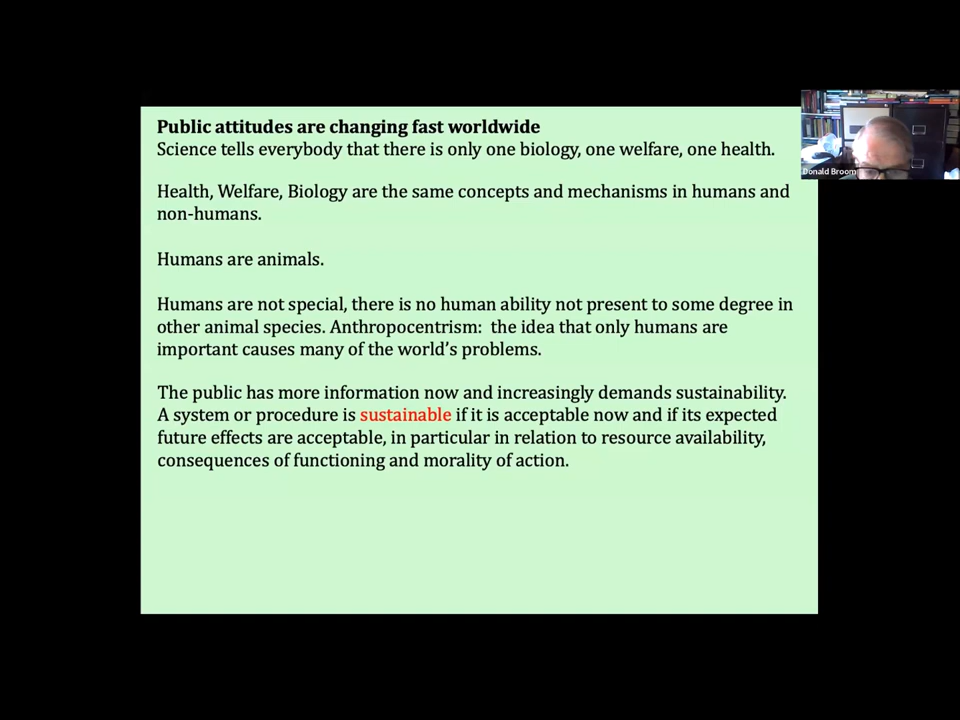 Public attitudes are changing fast worldwide
Science tells everybody that there is only one biology, one welfare, one health.
Health, Welfare, Biology are the same concepts and mechanisms in humans and
non-humans.
Humans are animals.
Humans are not special, there is no human ability not present to some degree in
other animal species. Anthropocentrism:  the idea that only humans are
important causes many of the world's problems.
The public has more information now and increasingly demands sustainability.
A system or procedure is sustainable if it is acceptable now and if its expected
future effects are acceptable, in particular in relation to resource availability,
consequences of functioning and morality of action.
Donald Broom